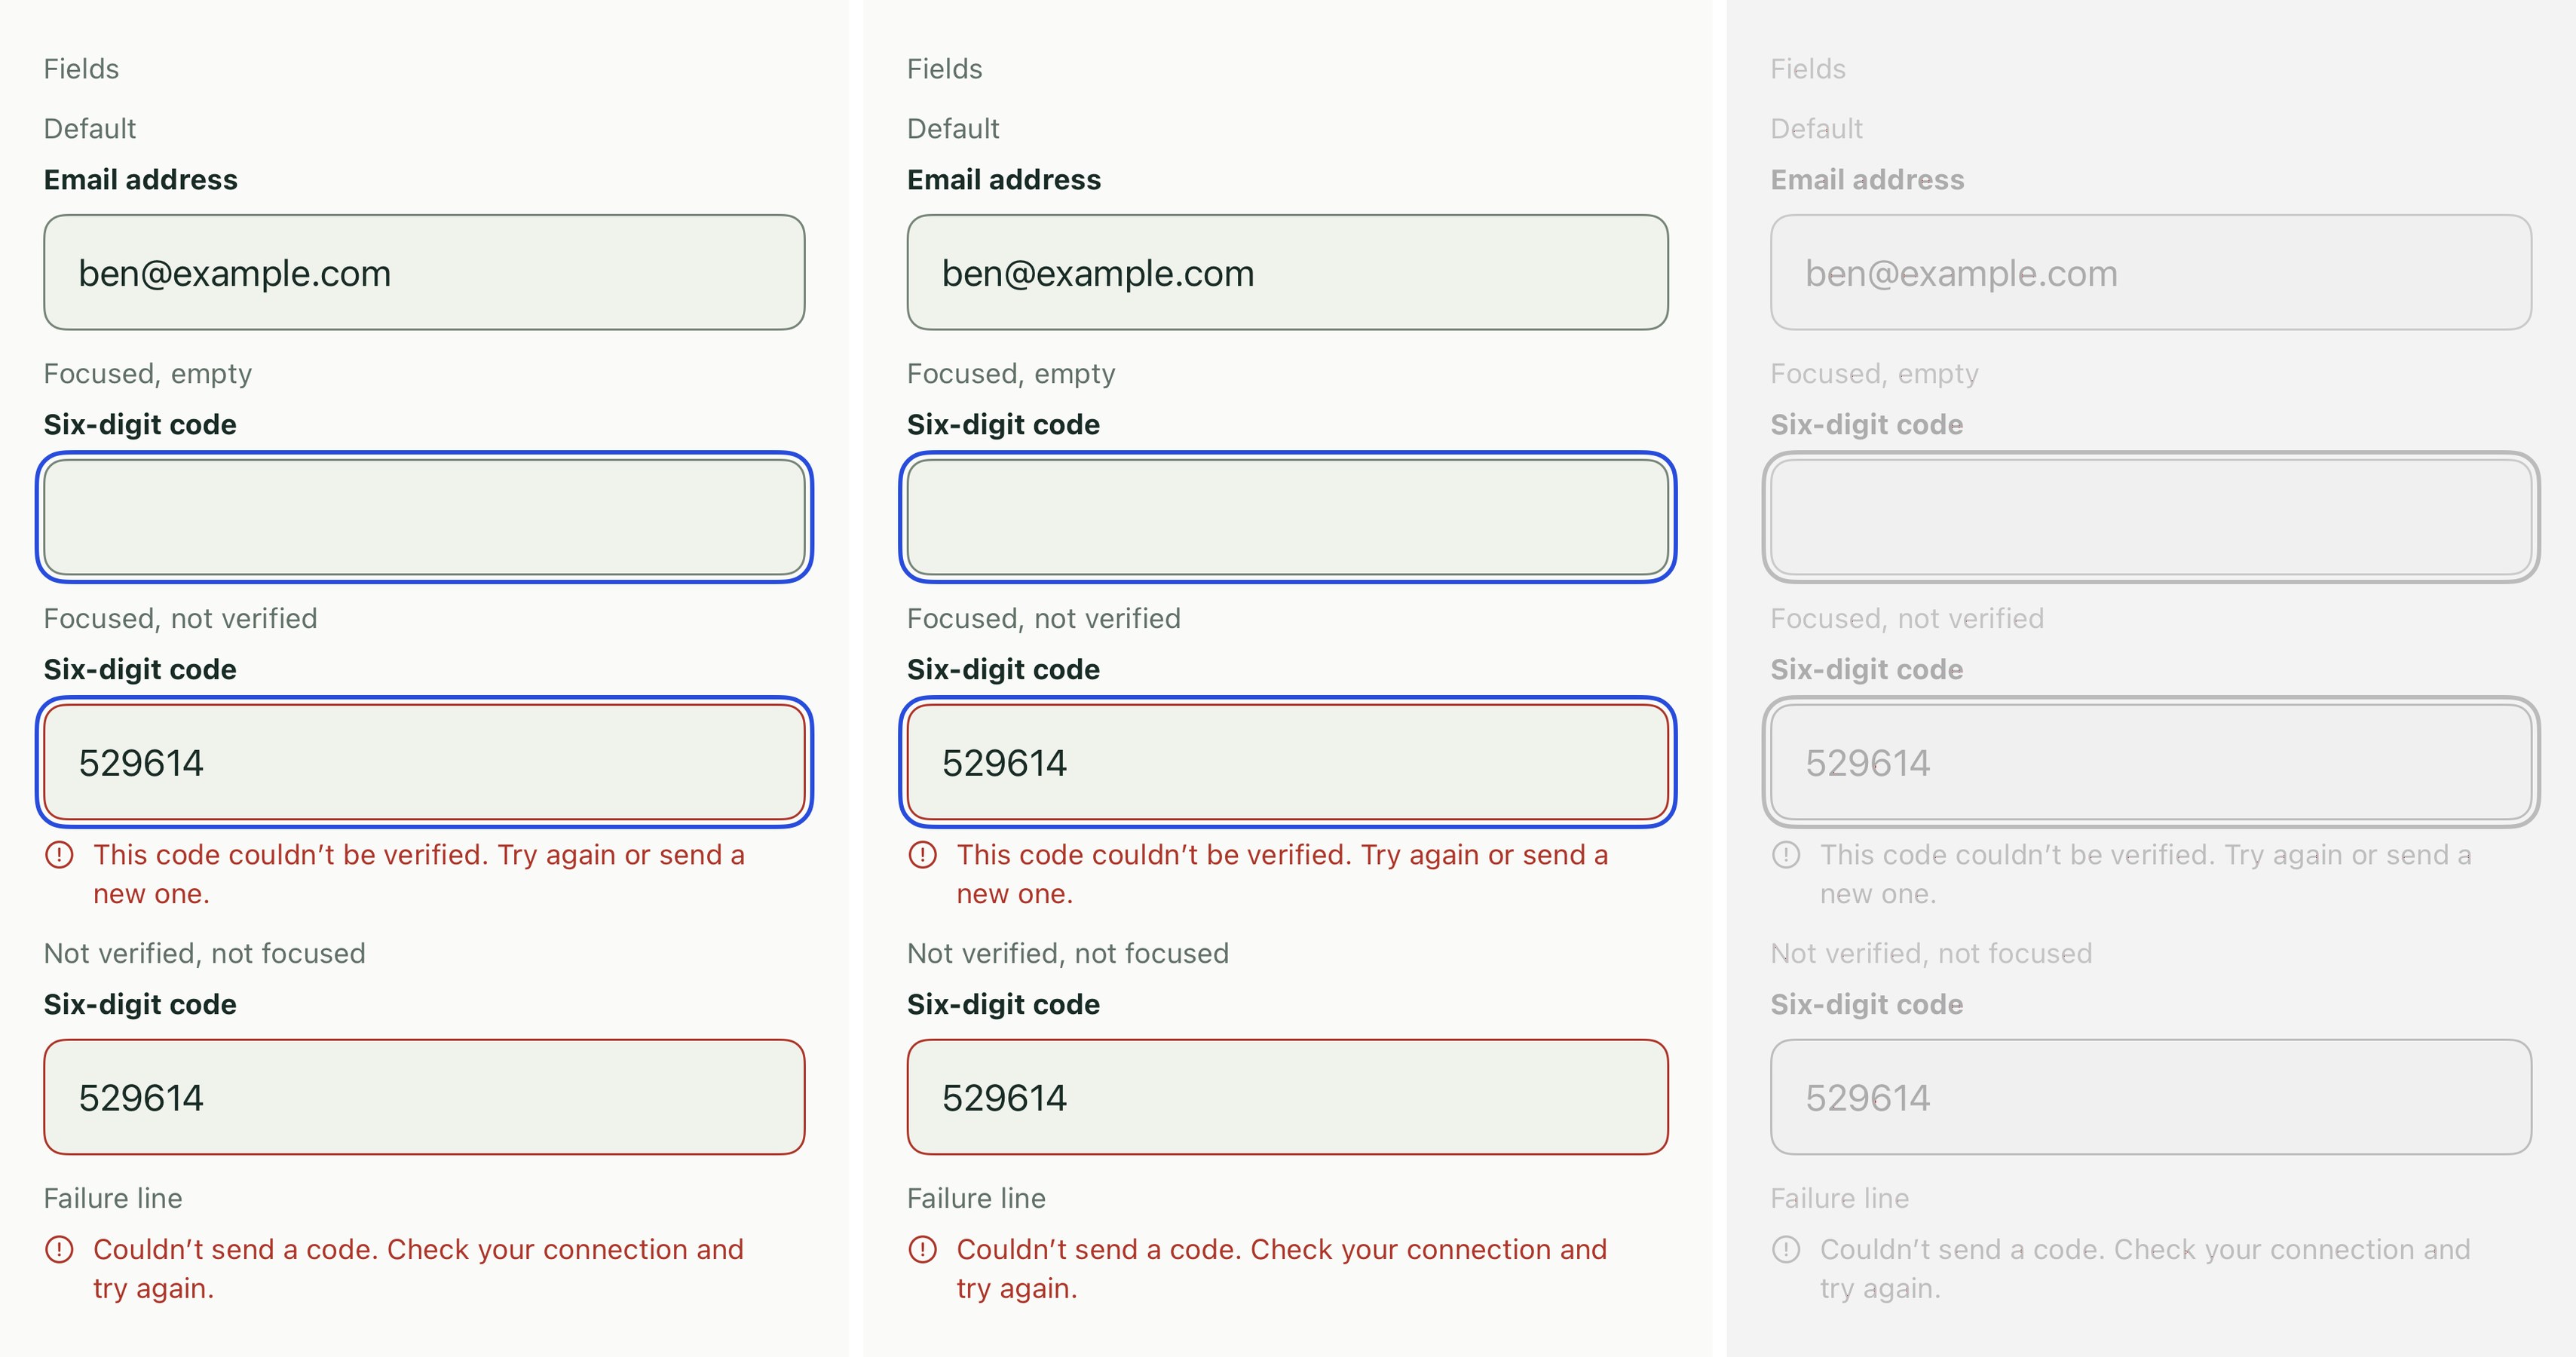 Fields
Default
Email address
ben@example.com
Focused, empty
Six-digit code
Focused, not verified
Six-digit code
529614
This code couldn’t be verified. Try again or send a
new one.
Not verified, not focused
Six-digit code
529614
Failure line
Couldn’t send a code. Check your connection and
try again.
Fields
Default
Email address
ben@example.com
Focused, empty
Six-digit code
Focused, not verified
Six-digit code
529614
This code couldn’t be verified. Try again or send a
new one.
Not verified, not focused
Six-digit code
529614
Failure line
Couldn’t send a code. Check your connection and
try again.
Fields
Default
Email address
ben@example.com
Focused, empty
Six-digit code
Focused, not verified
Six-digit code
529614
This code couldn’t be verified. Try again or send a
new one.
Not verified, not focused
Six-digit code
529614
Failure line
Couldn’t send a code. Check your connection and
try again.